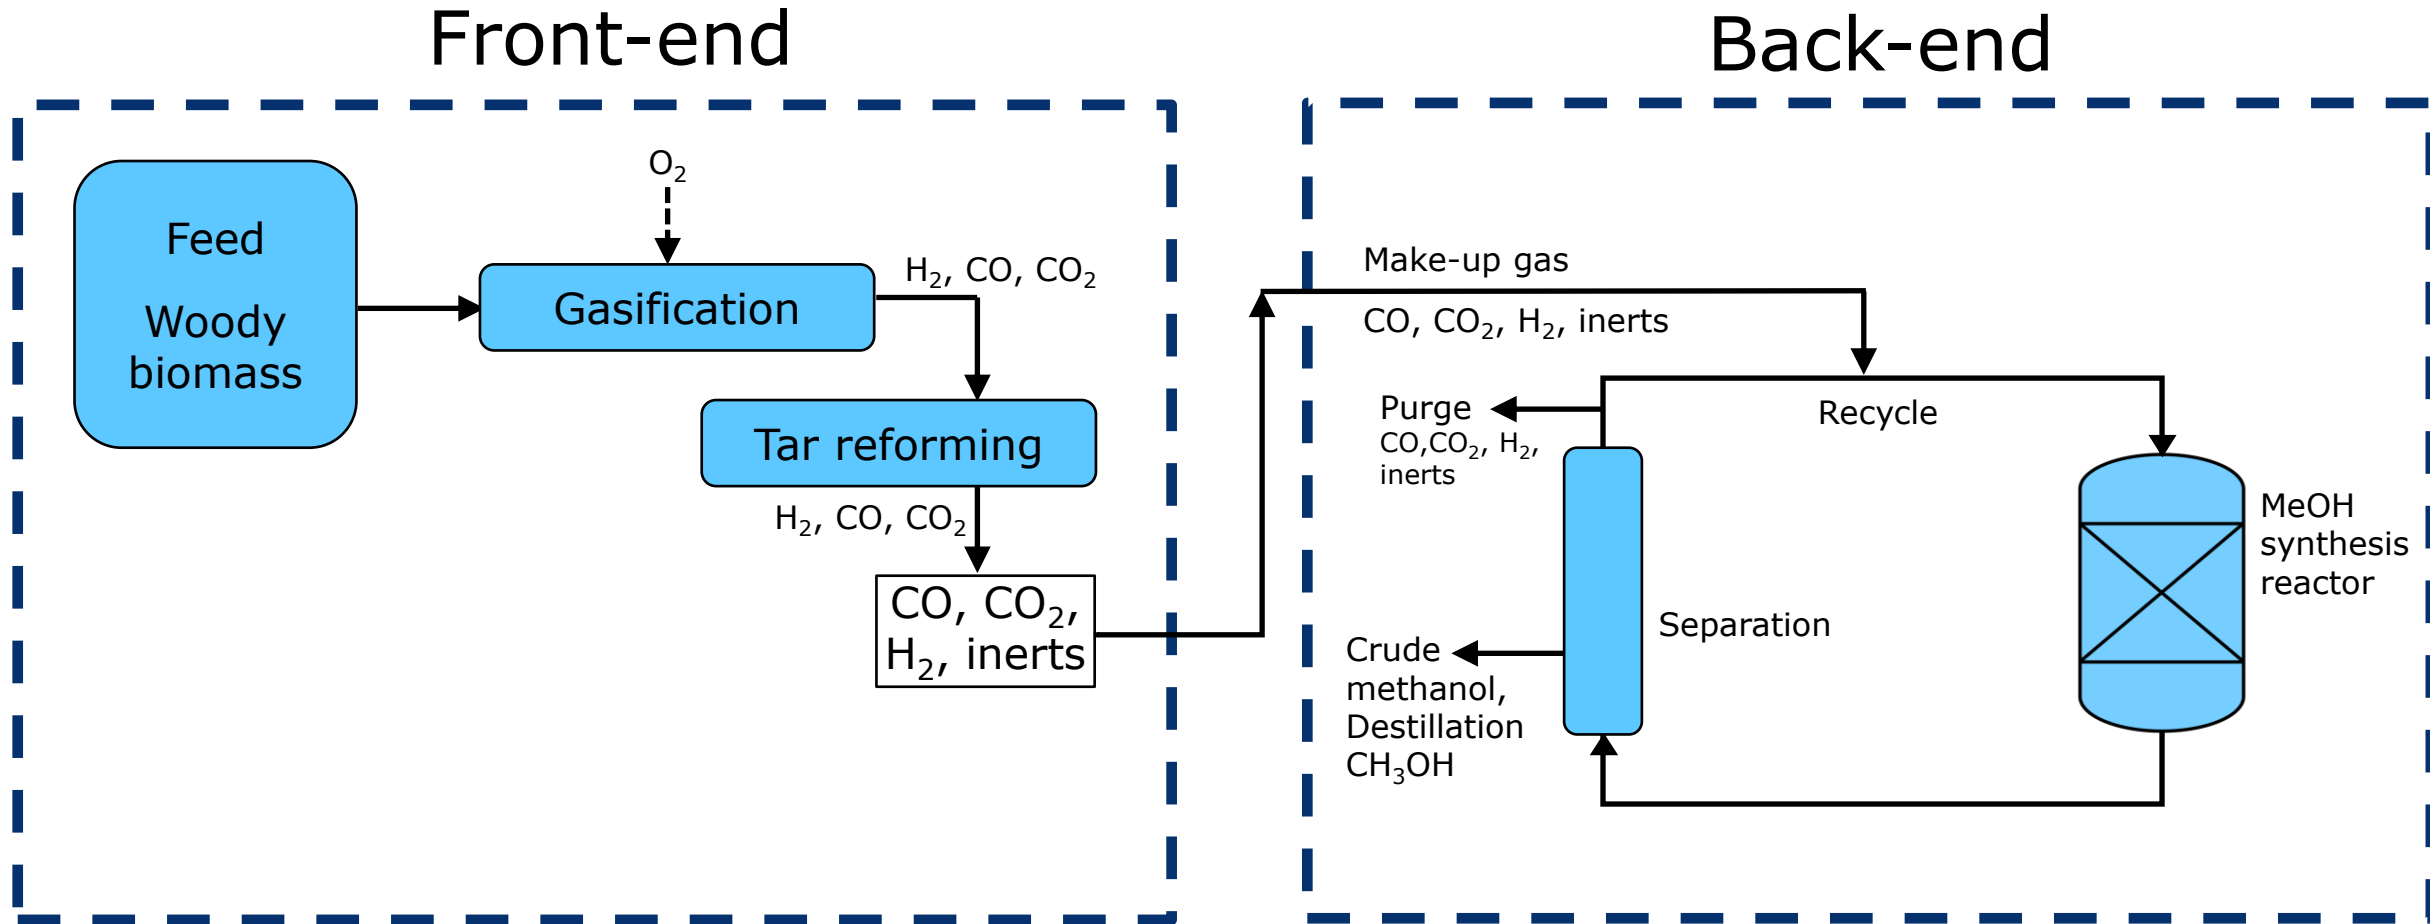 Front-end
Back-end
Feed
Woody
biomass
O₂
Gasification
H₂, CO, CO₂
Tar reforming
H₂, CO, CO₂
CO, CO₂,
H₂, inerts
Make-up gas
CO, CO₂, H₂, inerts
Recycle
Purge
CO,CO₂, H₂,
inerts
Separation
Crude
methanol,
Destillation
CH₃OH
MeOH
synthesis
reactor